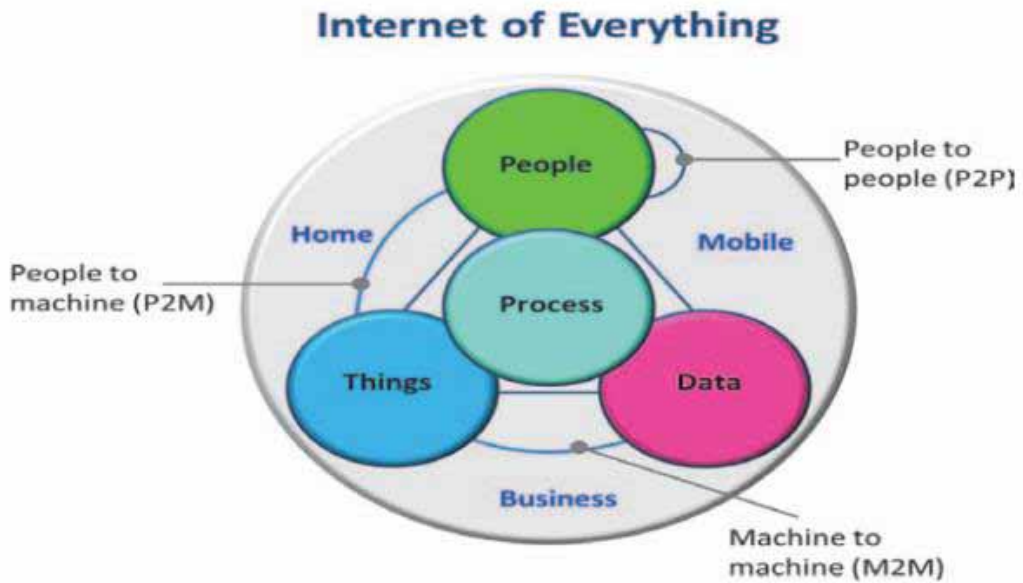 Internet of Everything
People
People to
people (P2P)
Home
Mobile
People to
machine (P2M)
Process
Things
Data
Business
Machine to
machine (M2M)